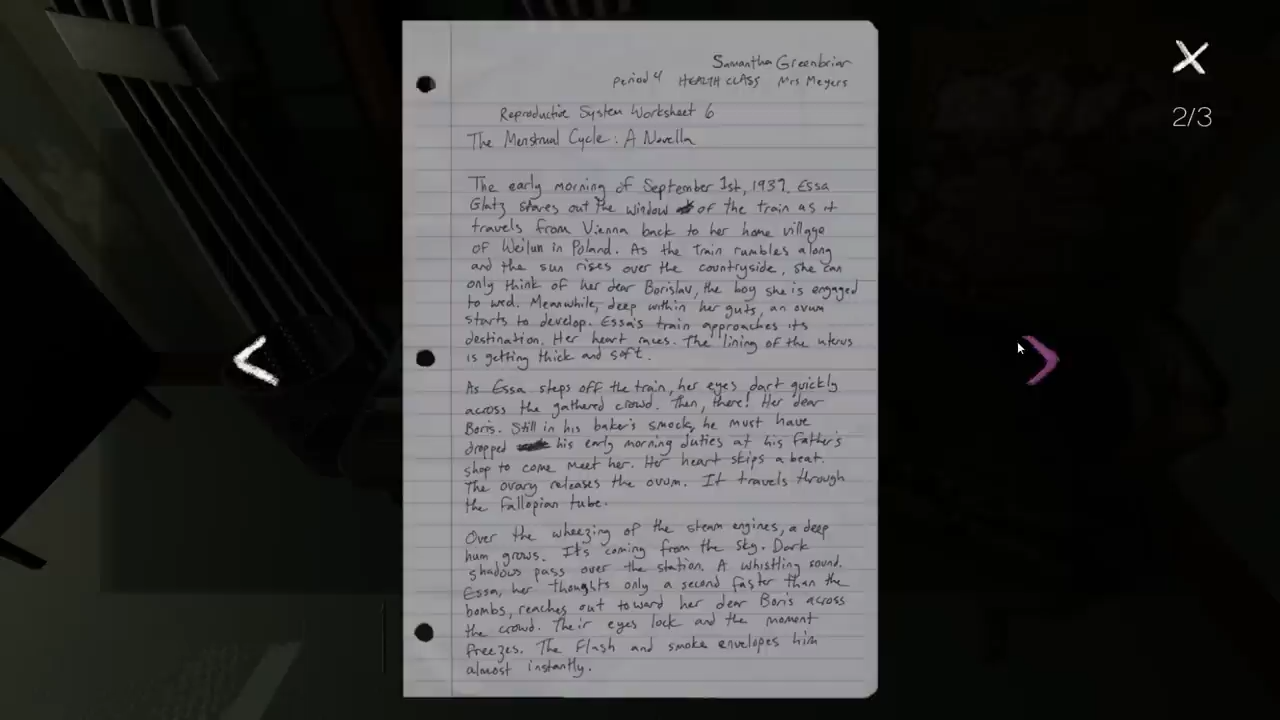 2/3
Samantha Greenbriar
Period 4 HEALTH CLASS Mrs Meyers
Reproductive System Worksheet 6
The Menstrual Cycle: A Novella
The early morning of September 1st, 1939. Essa
Glatz stares out the window of the train as it
travels from Vienna back to her home village
of Weilun in Poland. As the train rumbles along
and the sun rises over the countryside, she can
only think of her dear Borislav, the boy she is engaged
to wed. Meanwhile, deep within her guts, an ovum
starts to develop. Essa's train approaches its
destination. Her heart races. The lining of the uterus
is getting thick and soft.
As Essa steps off the train, her eyes dart quickly
across the gathered crowd. Then, there! Her dear
Boris. Still in his baker's smock, he must have
dropped his early morning duties at his father's
shop to come meet her. Her heart skips a beat.
The ovary releases the ovum. It travels through
the fallopian tube.
Over the wheezing of the steam engines, a deep
hum grows. It's coming from the sky. Dark
shadows pass over the station. A whistling sound.
Essa, her thoughts only a second faster than the
bombs, reaches out toward her dear Boris across
the crowd. Their eyes lock and the moment
freezes. The flash and smoke envelopes him
almost instantly.